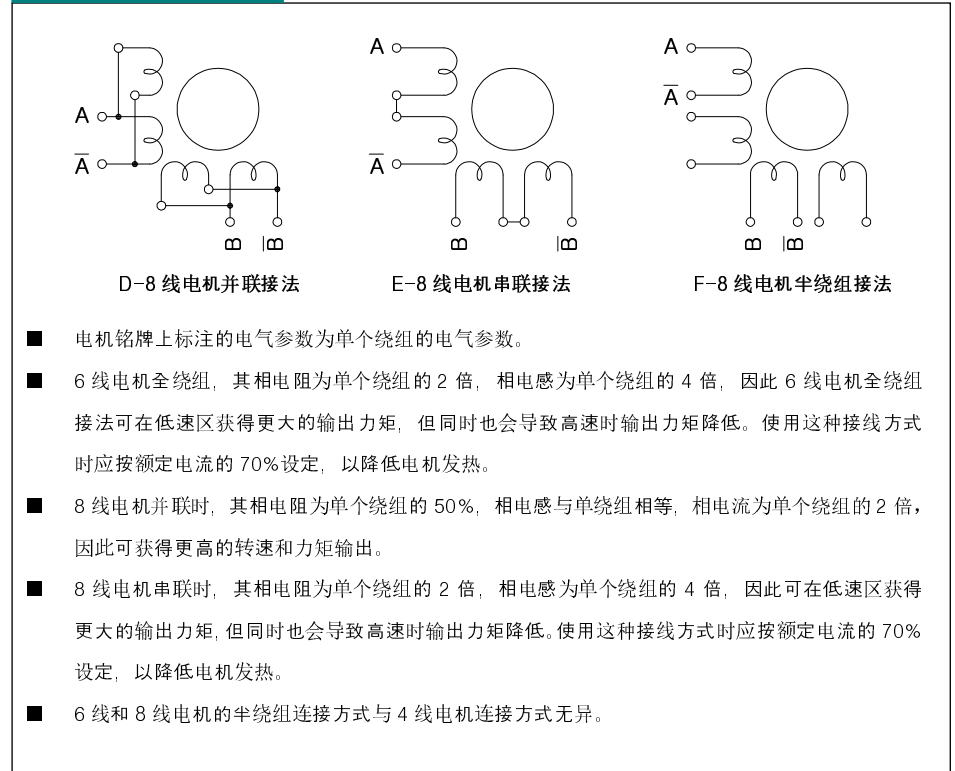 A A A
Ā
A
Ā Ā
B B̄ B B̄ B B̄
D-8 线电机并联接法 E-8 线电机串联接法 F-8 线电机半绕组接法
■ 电机铭牌上标注的电气参数为单个绕组的电气参数。
■ 6 线电机全绕组，其相电阻为单个绕组的 2 倍，相电感为单个绕组的 4 倍，因此 6 线电机全绕组
接法可在低速区获得更大的输出力矩，但同时也会导致高速时输出力矩降低。使用这种接线方式
时应按额定电流的 70%设定，以降低电机发热。
■ 8 线电机并联时，其相电阻为单个绕组的 50%，相电感与单绕组相等，相电流为单个绕组的 2 倍，
因此可获得更高的转速和力矩输出。
■ 8 线电机串联时，其相电阻为单个绕组的 2 倍，相电感为单个绕组的 4 倍，因此可在低速区获得
更大的输出力矩，但同时也会导致高速时输出力矩降低。使用这种接线方式时应按额定电流的 70%
设定，以降低电机发热。
■ 6 线和 8 线电机的半绕组连接方式与 4 线电机连接方式无异。